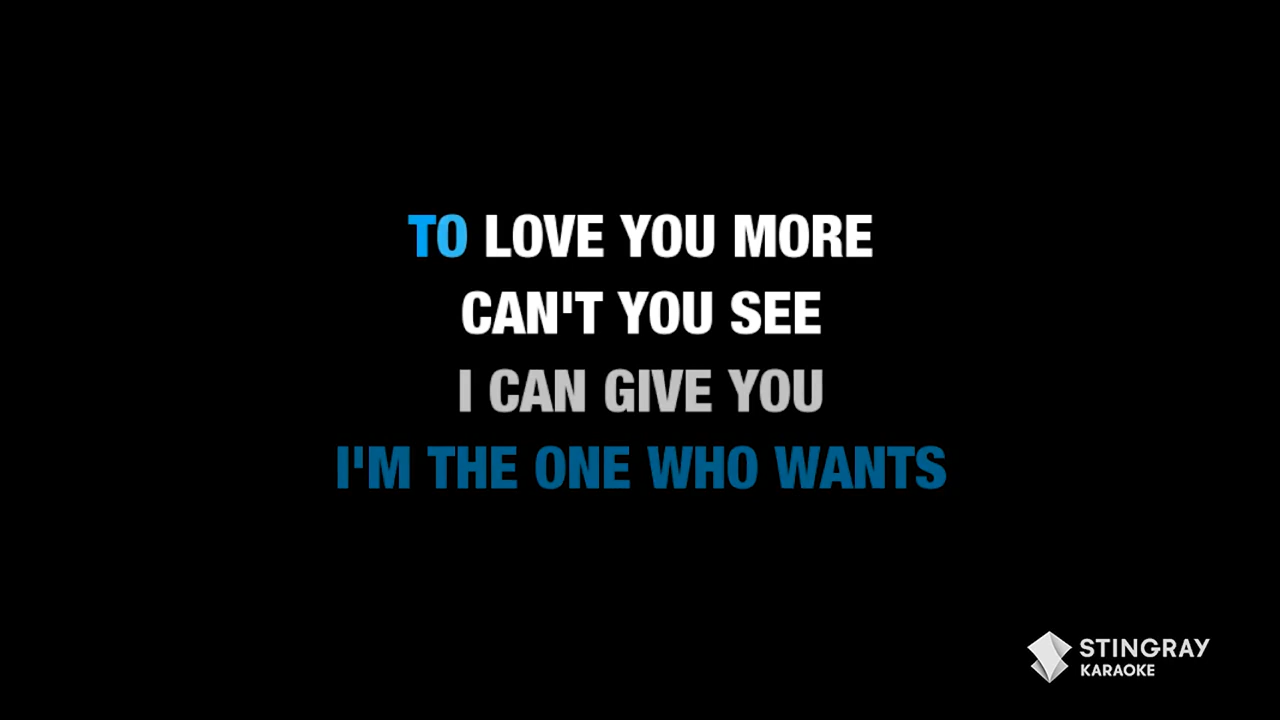 TO LOVE YOU MORE
CAN'T YOU SEE
I CAN GIVE YOU
I'M THE ONE WHO WANTS
STINGRAY
KARAOKE